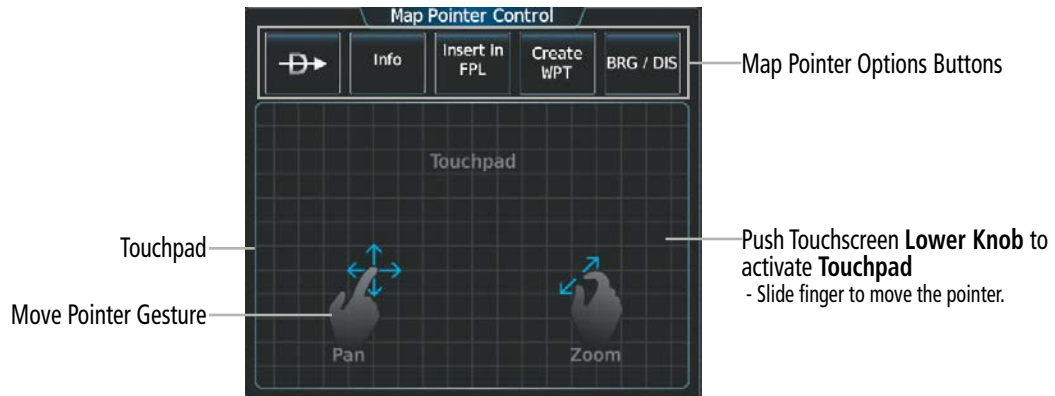 Map Pointer Control
D
Info
Insert in
FPL
Create
WPT
BRG / DIS
Map Pointer Options Buttons
Touchpad
Touchpad
Push Touchscreen Lower Knob to
activate Touchpad
- Slide finger to move the pointer.
Move Pointer Gesture
Pan
Zoom